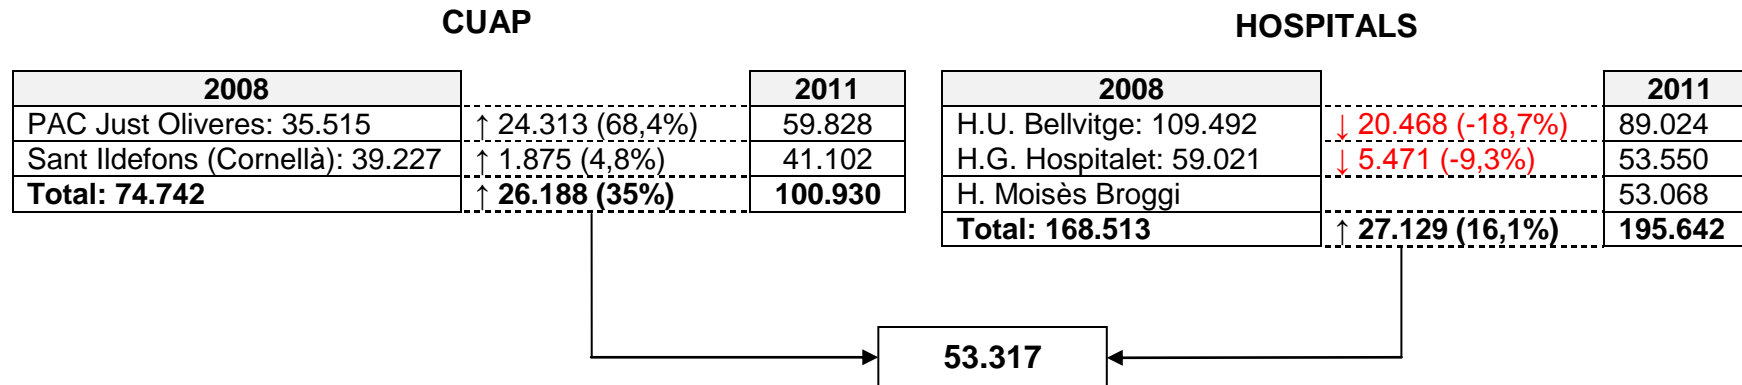 CUAP
HOSPITALS
2008 2011
PAC Just Oliveres: 35.515 ↑ 24.313 (68,4%) 59.828
Sant Ildefons (Cornellà): 39.227 ↑ 1.875 (4,8%) 41.102
Total: 74.742 ↑ 26.188 (35%) 100.930
2008 2011
H.U. Bellvitge: 109.492 ↓ 20.468 (-18,7%) 89.024
H.G. Hospitalet: 59.021 ↓ 5.471 (-9,3%) 53.550
H. Moisès Broggi 53.068
Total: 168.513 ↑ 27.129 (16,1%) 195.642
53.317